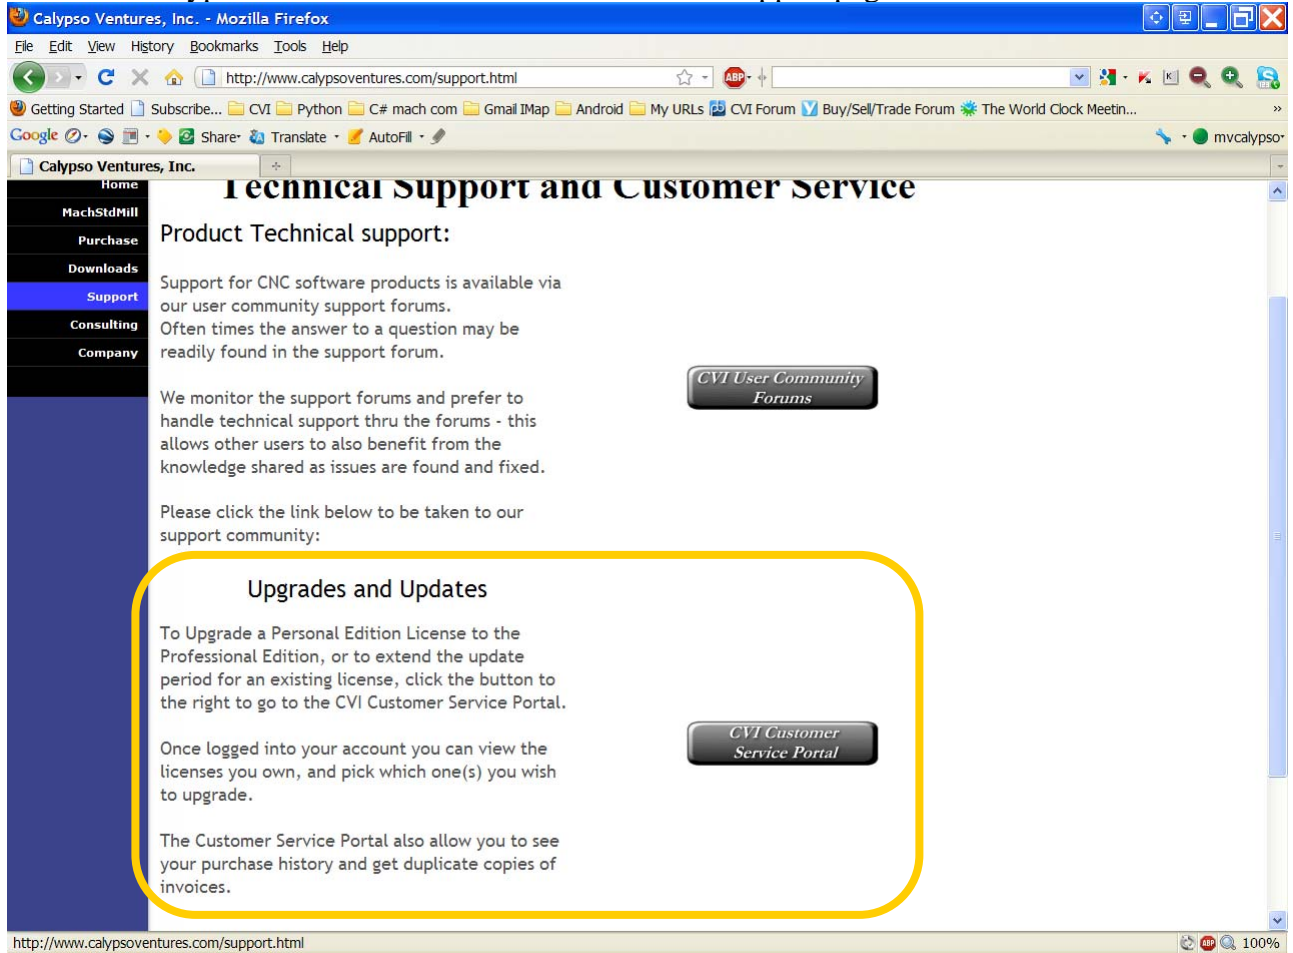 Calypso Ventures, Inc. - Mozilla Firefox
File Edit View History Bookmarks Tools Help
http://www.calypsoventures.com/support.html
ABP
K
Getting Started Subscribe... CVI Python C# mach com Gmail IMap Android My URLs CVI Forum Buy/Sell/Trade Forum The World Clock Meetin... »
Google Share Translate AutoFill mvcalypso
Calypso Ventures, Inc.
Home
MachStdMill
Purchase
Downloads
Support
Consulting
Company
Technical Support and Customer Service
Product Technical support:
Support for CNC software products is available via
our user community support forums.
Often times the answer to a question may be
readily found in the support forum.
We monitor the support forums and prefer to
handle technical support thru the forums - this
allows other users to also benefit from the
knowledge shared as issues are found and fixed.
Please click the link below to be taken to our
support community:
CVI User Community
Forums
Upgrades and Updates
To Upgrade a Personal Edition License to the
Professional Edition, or to extend the update
period for an existing license, click the button to
the right to go to the CVI Customer Service Portal.
Once logged into your account you can view the
licenses you own, and pick which one(s) you wish
to upgrade.
The Customer Service Portal also allow you to see
your purchase history and get duplicate copies of
invoices.
CVI Customer
Service Portal
http://www.calypsoventures.com/support.html
ABP 100%